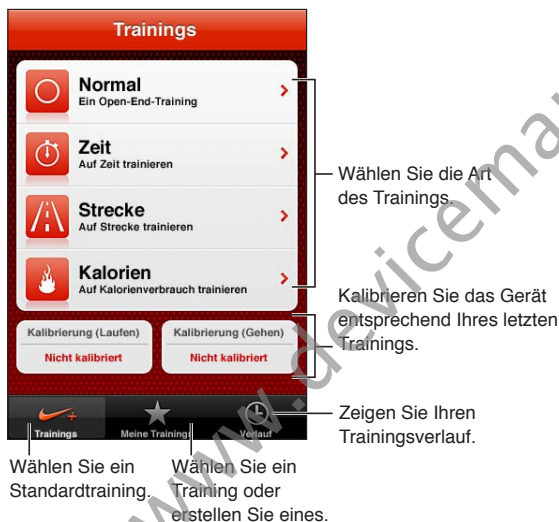 Trainings
Normal
Ein Open-End-Training
Zeit
Auf Zeit trainieren
Strecke
Auf Strecke trainieren
Kalorien
Auf Kalorienverbrauch trainieren
Wählen Sie die Art
des Trainings.
Kalibrierung (Laufen)
Nicht kalibriert
Kalibrierung (Gehen)
Nicht kalibriert
Kalibrieren Sie das Gerät
entsprechend Ihres letzten
Trainings.
Trainings
Meine Trainings
Verlauf
Zeigen Sie Ihren
Trainingsverlauf.
Wählen Sie ein
Standardtraining.
Wählen Sie ein
Training oder
erstellen Sie eines.